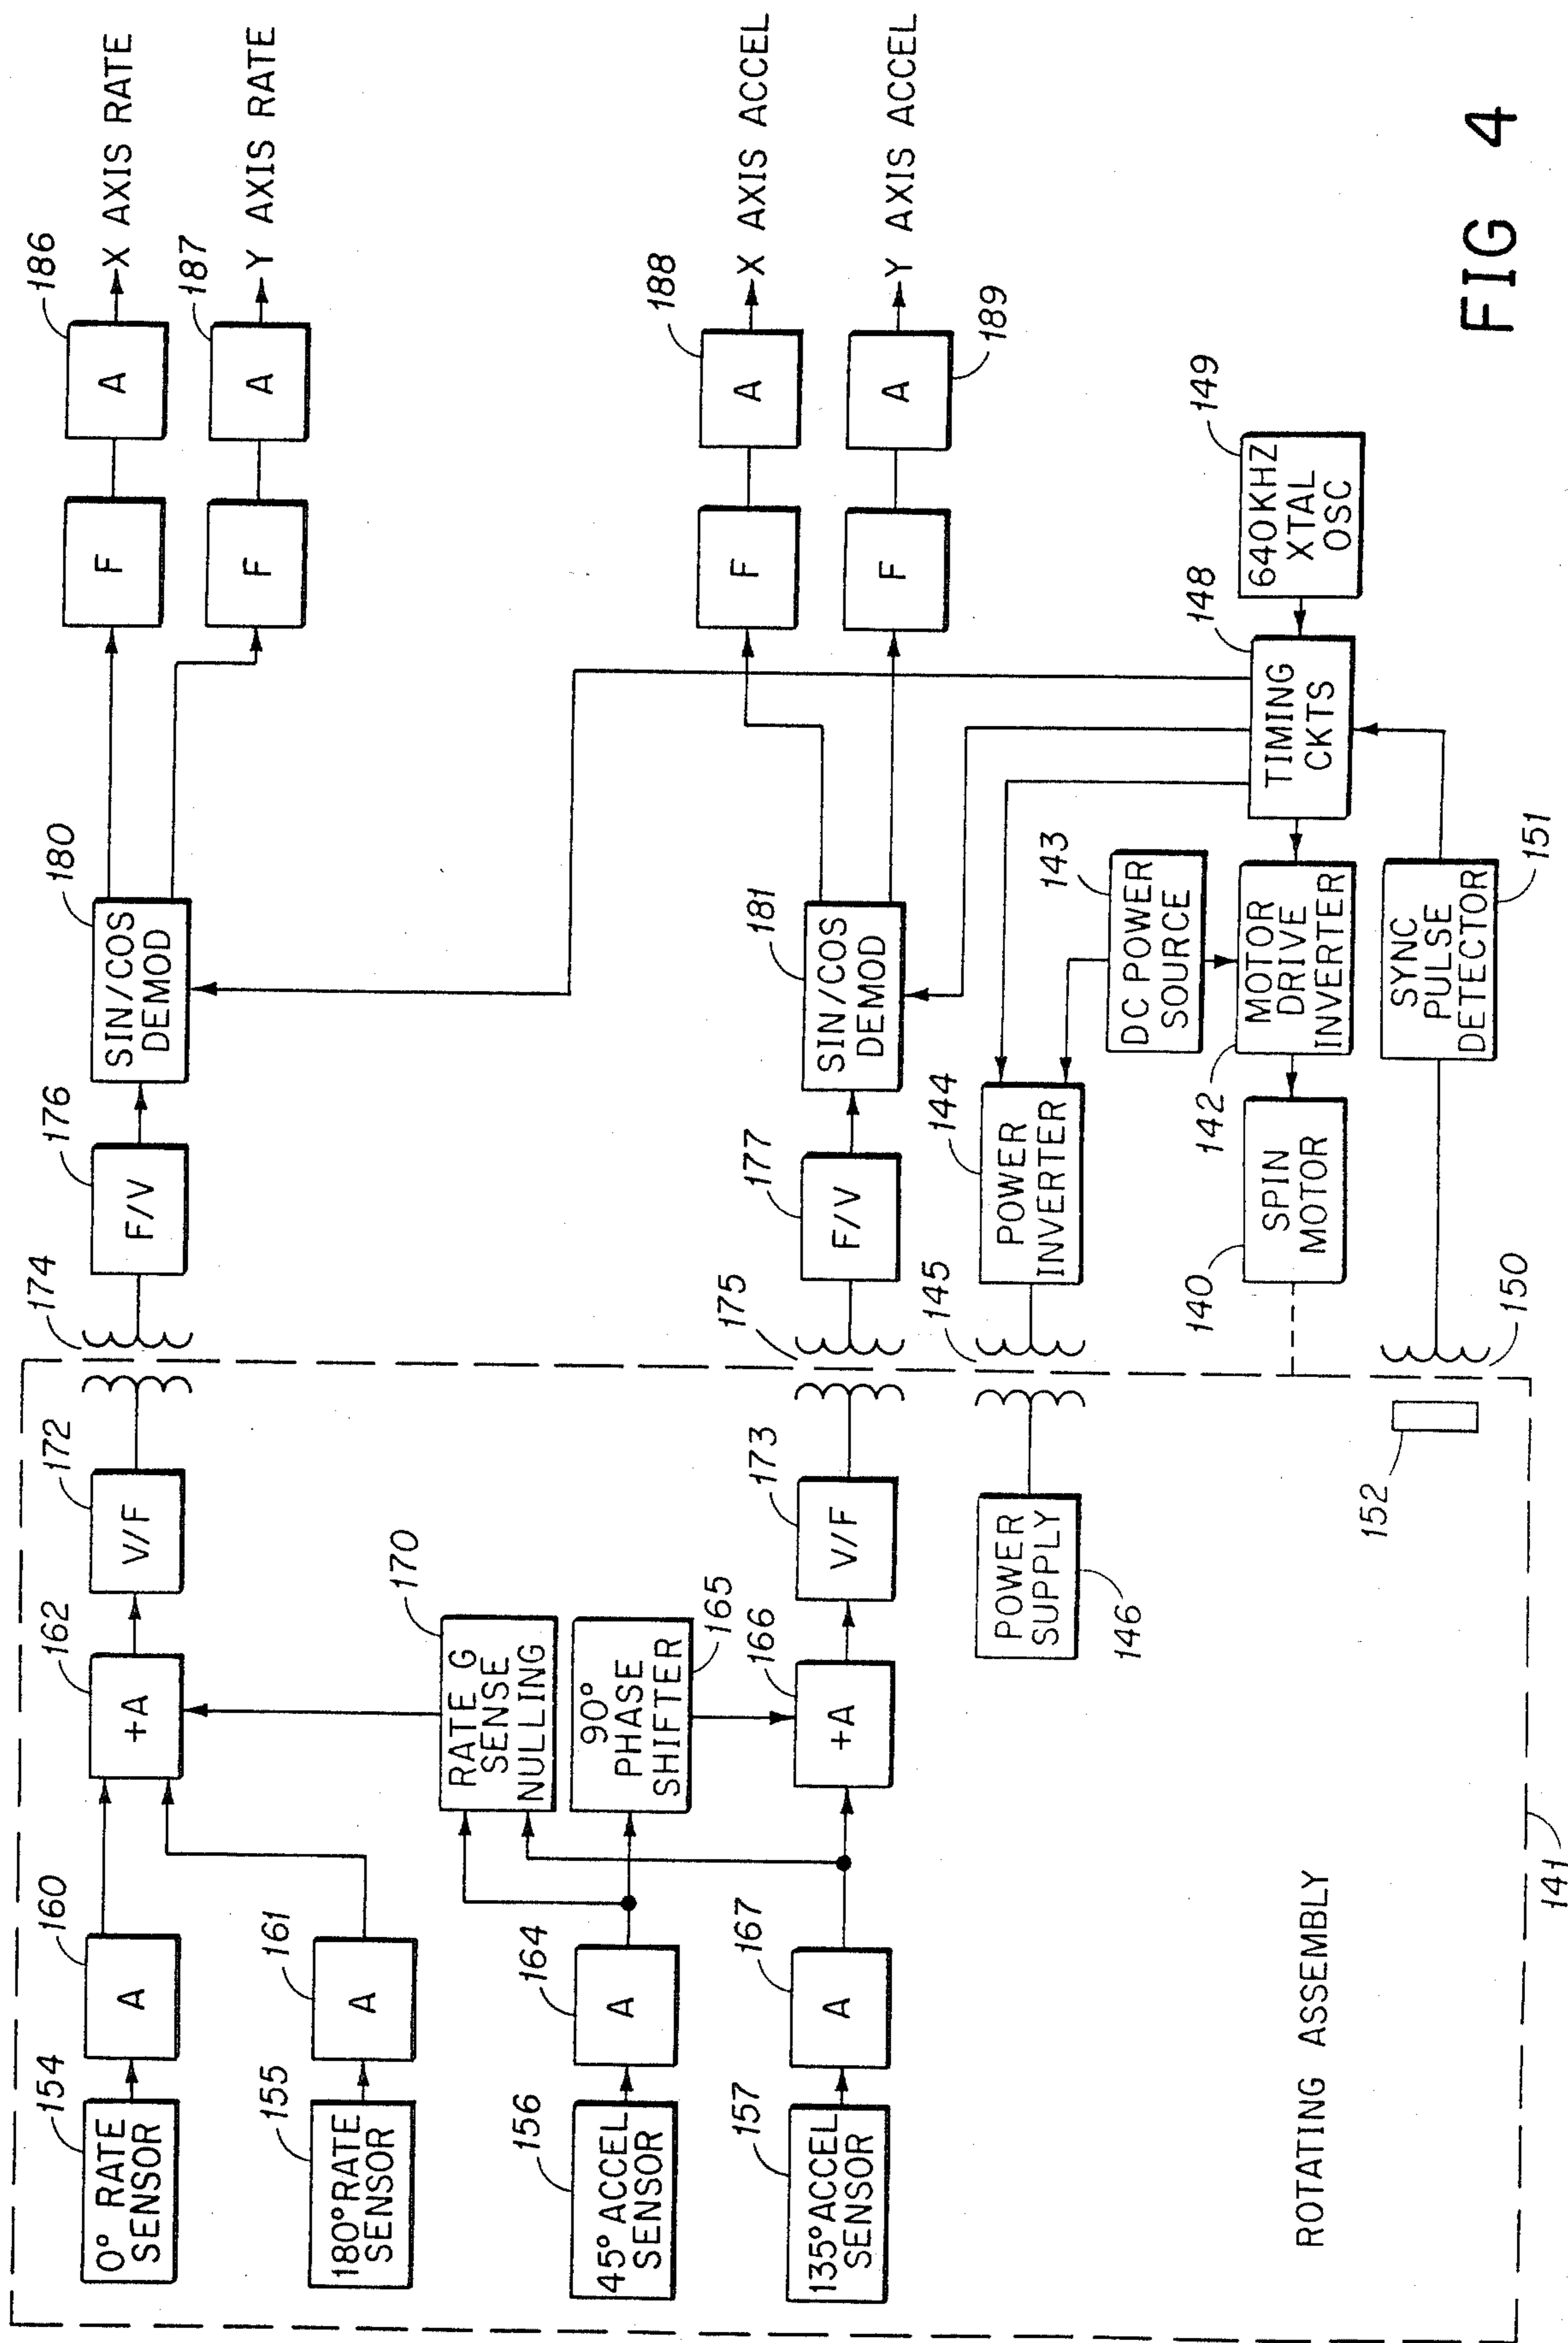 154
0° RATE
SENSOR
160
A
162
+A
172
V/F
174
176
F/V
180
SIN/COS
DEMOD
F
186
A
X AXIS RATE
155
180° RATE
SENSOR
161
A
F
187
A
Y AXIS RATE
170
RATE G
SENSE
NULLING
156
45° ACCEL
SENSOR
164
A
90°
PHASE
SHIFTER
165
157
135° ACCEL
SENSOR
167
A
166
+A
173
V/F
175
177
F/V
181
SIN/COS
DEMOD
F
188
A
X AXIS ACCEL
F
A
189
Y AXIS ACCEL
POWER
SUPPLY
146
145
144
POWER
INVERTER
143
DC POWER
SOURCE
140
SPIN
MOTOR
142
MOTOR
DRIVE
INVERTER
148
TIMING
CKTS
149
640KHZ
XTAL
OSC
ROTATING ASSEMBLY
152
150
SYNC
PULSE
DETECTOR
151
141
FIG 4